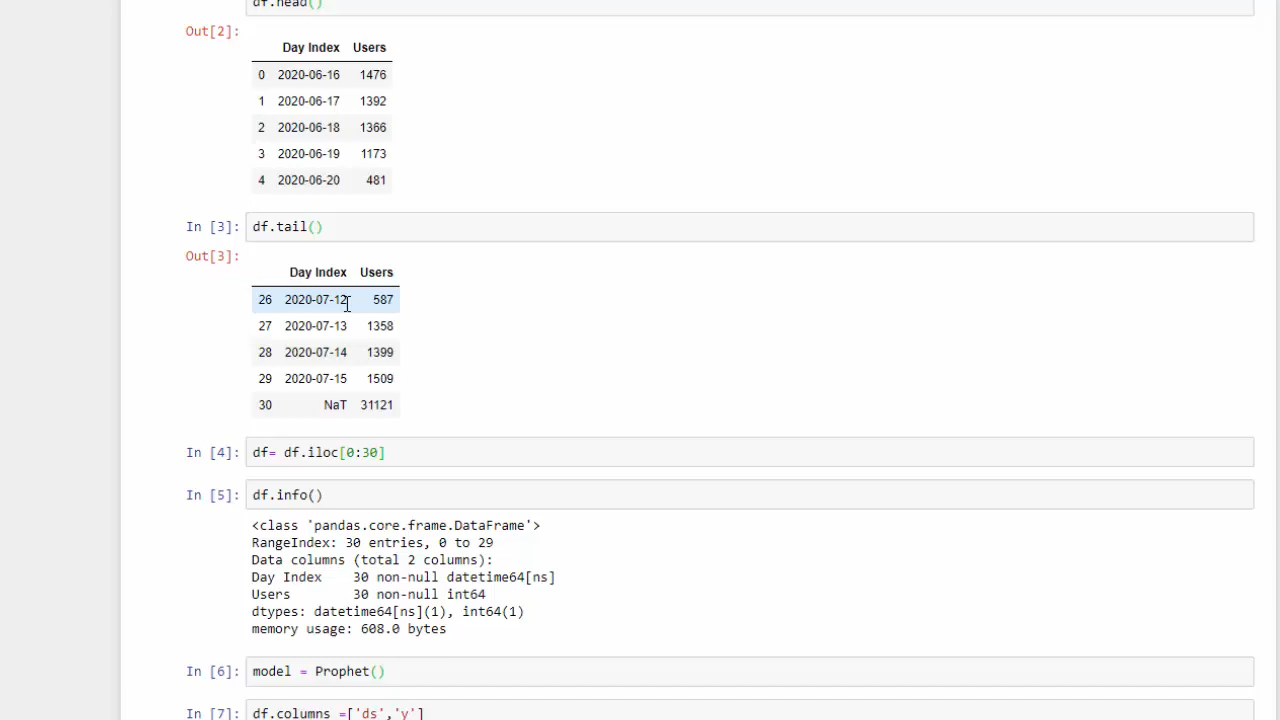 df.head()
Out[2]:
Day Index Users
0 2020-06-16 1476
1 2020-06-17 1392
2 2020-06-18 1366
3 2020-06-19 1173
4 2020-06-20 481
In [3]: df.tail()
Out[3]:
Day Index Users
26 2020-07-12 587
27 2020-07-13 1358
28 2020-07-14 1399
29 2020-07-15 1509
30 NaT 31121
In [4]: df= df.iloc[0:30]
In [5]: df.info()
<class 'pandas.core.frame.DataFrame'>
RangeIndex: 30 entries, 0 to 29
Data columns (total 2 columns):
Day Index 30 non-null datetime64[ns]
Users 30 non-null int64
dtypes: datetime64[ns](1), int64(1)
memory usage: 608.0 bytes
In [6]: model = Prophet()
In [7]: df.columns =['ds','y']